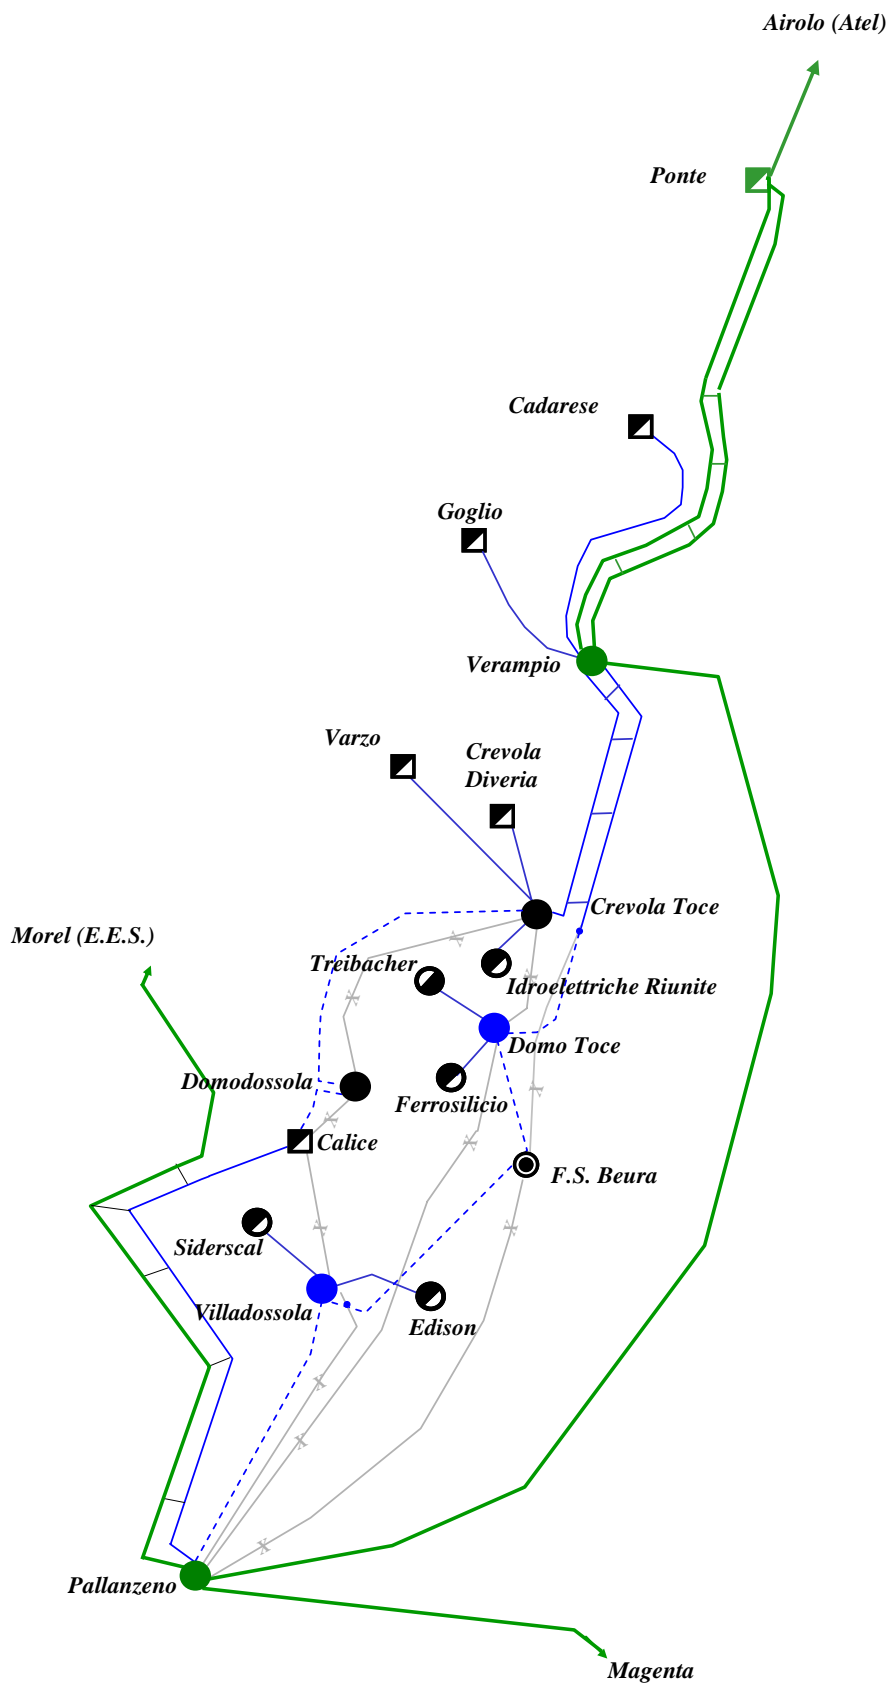 Airolo (Atel)
Ponte
Cadarese
Goglio
Verampio
Varzo
Crevola
Diveria
Crevola Toce
Morel (E.E.S.)
Treibacher
Idroelettriche Riunite
Domo Toce
Domodossola
Ferrosilicio
Calice
F.S. Beura
Siderscal
Villadossola
Edison
Pallanzeno
Magenta